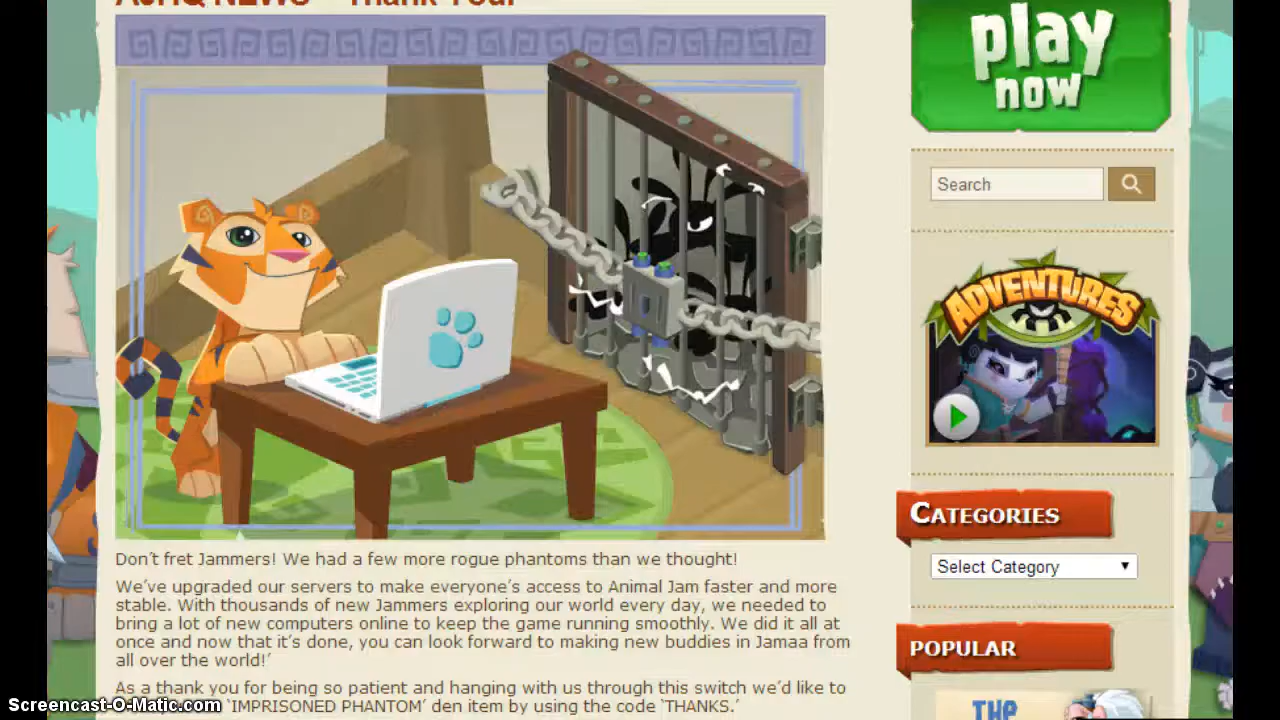 AJHQ NEWS – Thank You!
play
now
Search
ADVENTURES
CATEGORIES
Select Category
POPULAR
THE
Don’t fret Jammers! We had a few more rogue phantoms than we thought!
We’ve upgraded our servers to make everyone’s access to Animal Jam faster and more
stable. With thousands of new Jammers exploring our world every day, we needed to
bring a lot of new computers online to keep the game running smoothly. We did it all at
once and now that it’s done, you can look forward to making new buddies in Jamaa from
all over the world!’
As a thank you for being so patient and hanging with us through this switch we’d like to
‘IMPRISONED PHANTOM’ den item by using the code ‘THANKS.’
Screencast-O-Matic.com